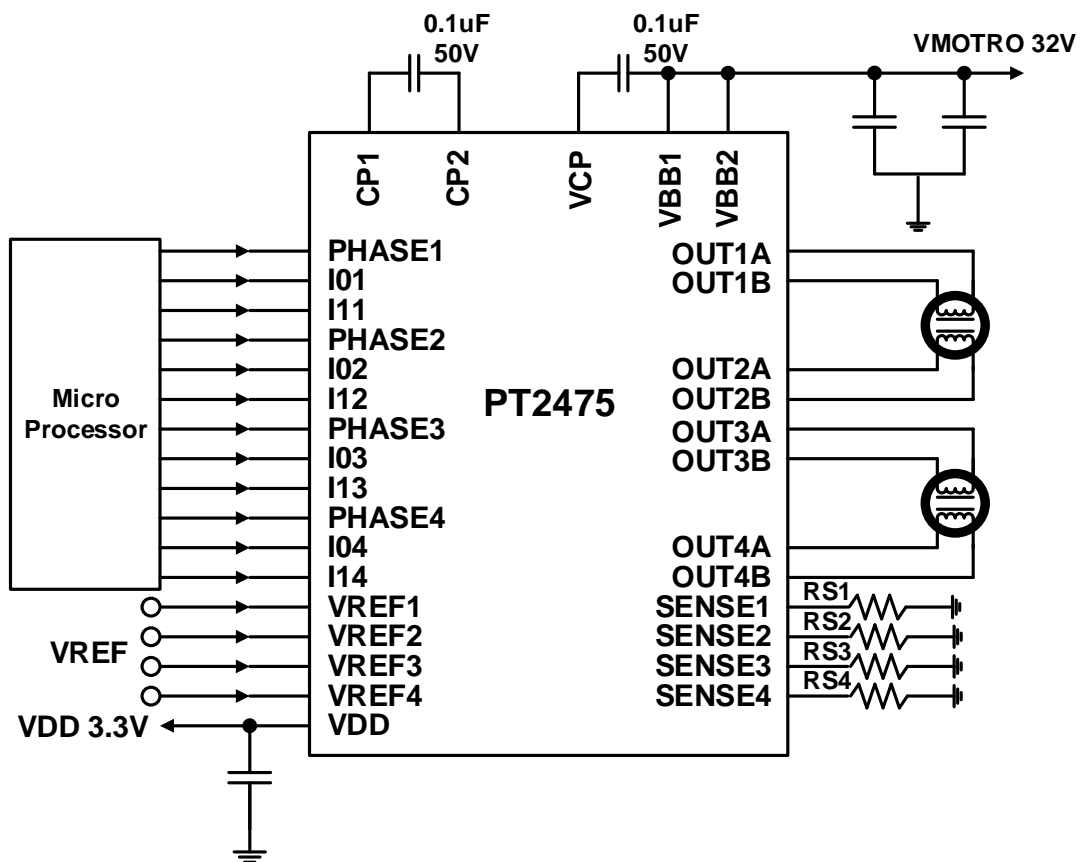 0.1uF
50V
0.1uF
50V
VMOTRO 32V
CP1
CP2
VCP
VBB1
VBB2
Micro
Processor
PHASE1
I01
I11
PHASE2
I02
I12
PHASE3
I03
I13
PHASE4
I04
I14
VREF1
VREF2
VREF3
VREF4
VDD
VREF
VDD 3.3V
PT2475
OUT1A
OUT1B
OUT2A
OUT2B
OUT3A
OUT3B
OUT4A
OUT4B
SENSE1
SENSE2
SENSE3
SENSE4
RS1
RS2
RS3
RS4